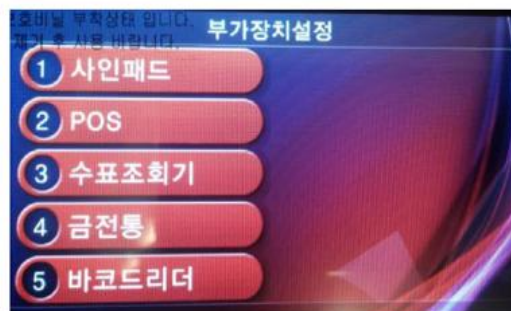 호비닐 부착상태 입니다.
제거 후 사용 바랍니다.
부가장치설정
1 사인패드
2 POS
3 수표조회기
4 금전통
5 바코드리더